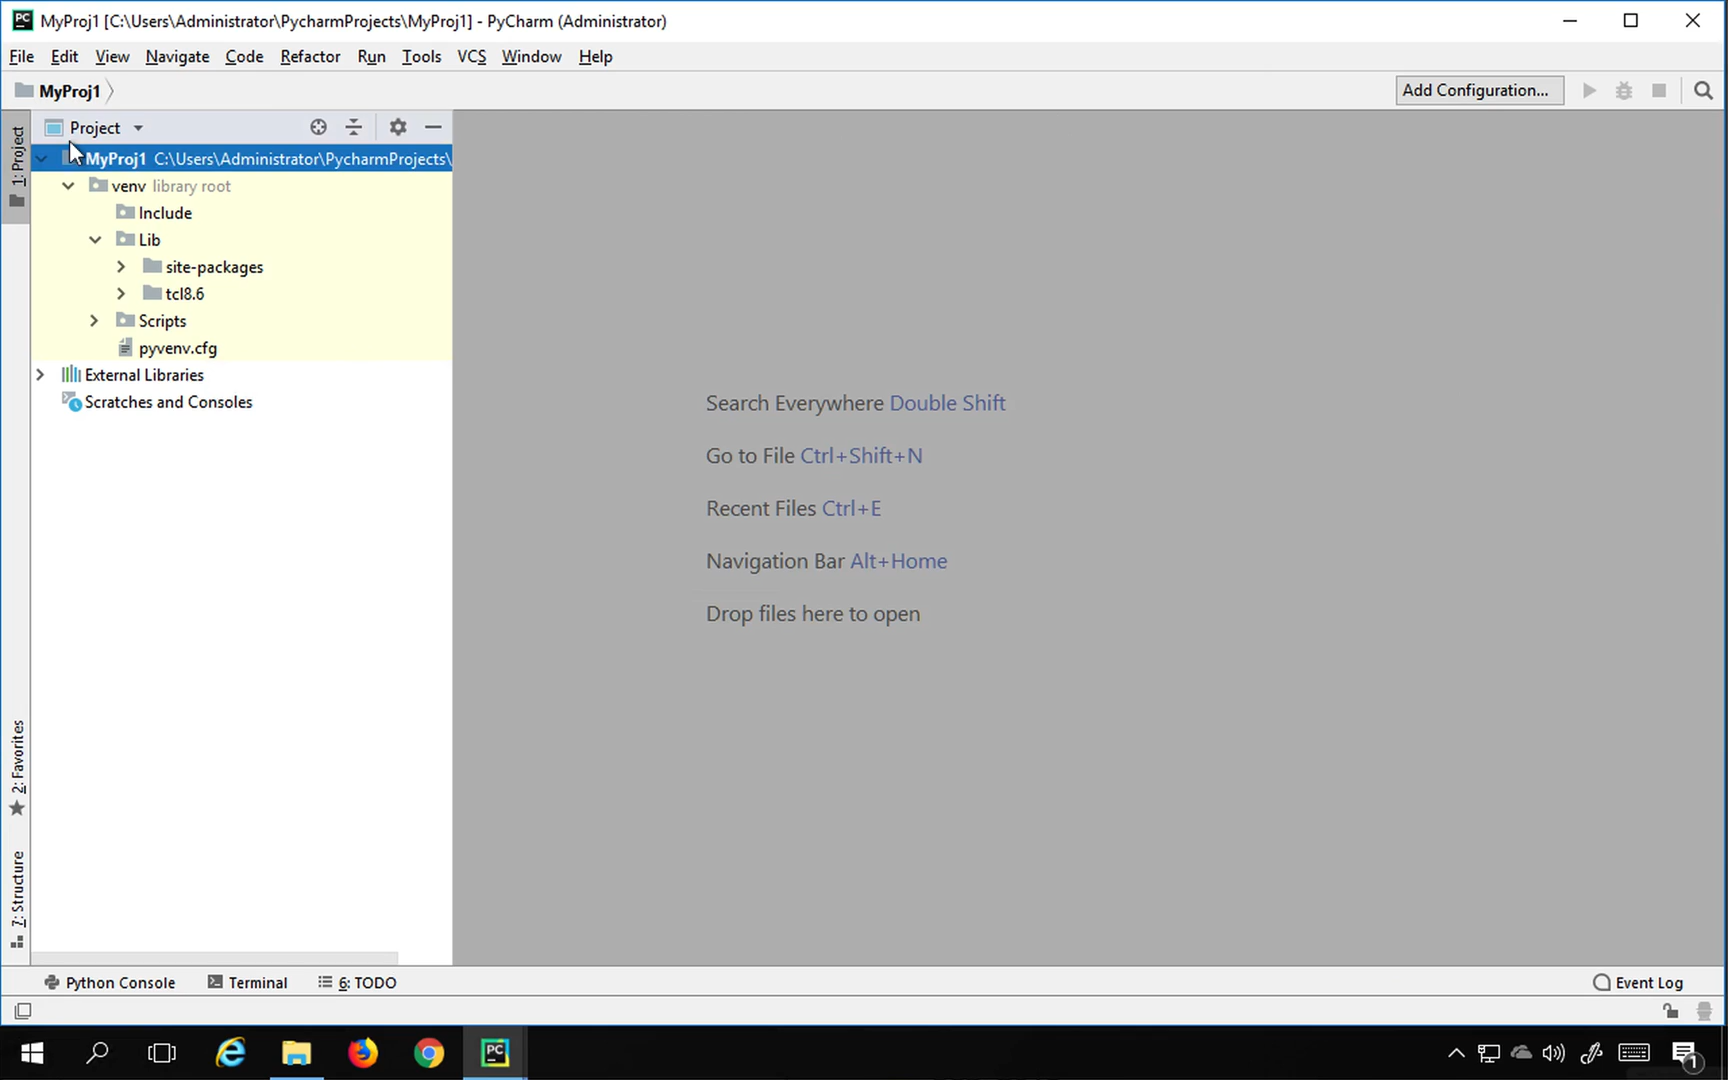 PC MyProj1 [C:\Users\Administrator\PycharmProjects\MyProj1] - PyCharm (Administrator)
File Edit View Navigate Code Refactor Run Tools VCS Window Help
MyProj1 Add Configuration...
1: Project
Project
MyProj1 C:\Users\Administrator\PycharmProjects\
venv library root
Include
Lib
site-packages
tcl8.6
Scripts
pyvenv.cfg
External Libraries
Scratches and Consoles
Search Everywhere Double Shift
Go to File Ctrl+Shift+N
Recent Files Ctrl+E
Navigation Bar Alt+Home
Drop files here to open
2: Favorites
7: Structure
Python Console Terminal 6: TODO Event Log
PC 1